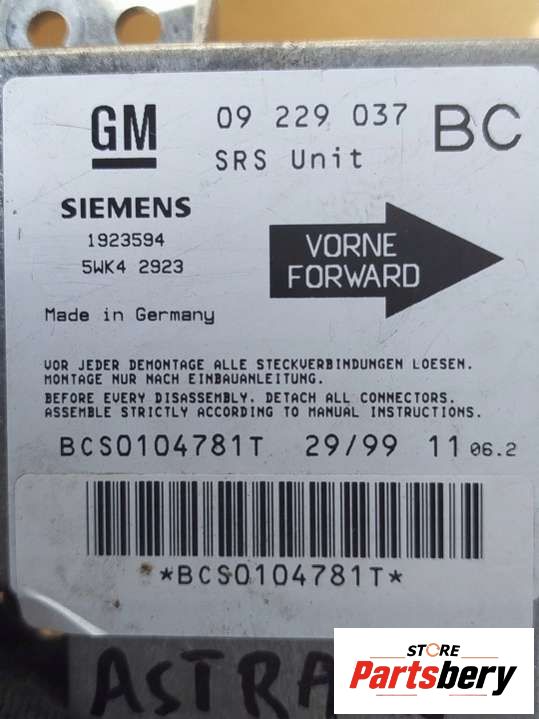 GM
09 229 037
BC
SRS Unit
SIEMENS
1923594
5WK4 2923
VORNE
FORWARD
Made in Germany
VOR JEDER DEMONTAGE ALLE STECKVERBINDUNGEN LOESEN.
MONTAGE NUR NACH EINBAUANLEITUNG.
BEFORE EVERY DISASSEMBLY. DETACH ALL CONNECTORS.
ASSEMBLE STRICTLY ACCORDING TO MANUAL INSTRUCTIONS.
BCS0104781T 29/99 11 06.2
*BCS0104781T*
ASTRA
STORE
Partsbery